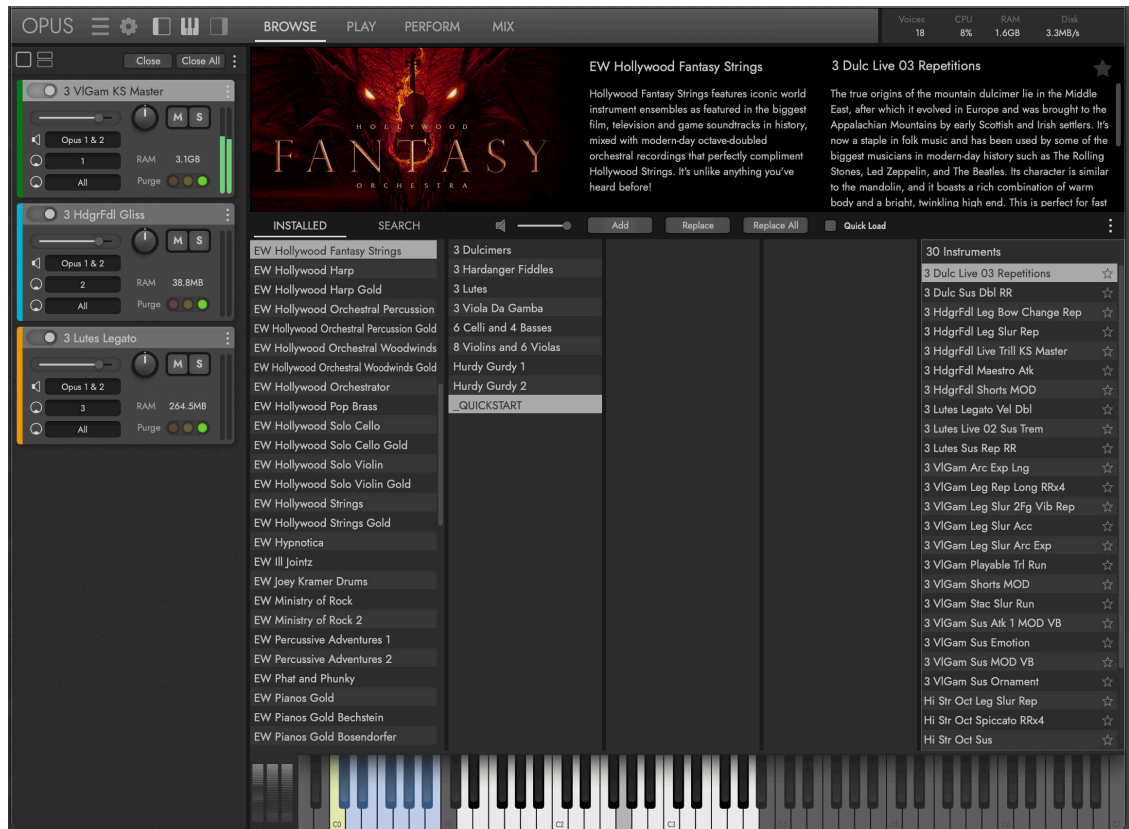 OPUS
BROWSE PLAY PERFORM MIX
Voices CPU RAM Disk
18 8% 1.6GB 3.3MB/s
Close Close All
3 VlGam KS Master
M S
Opus 1 & 2
1 RAM 3.1GB
All Purge
3 HdgrFdl Gliss
M S
Opus 1 & 2
2 RAM 38.8MB
All Purge
3 Lutes Legato
M S
Opus 1 & 2
3 RAM 264.5MB
All Purge
HOLLYWOOD
FANTASY
ORCHESTRA
EW Hollywood Fantasy Strings
Hollywood Fantasy Strings features iconic world
instrument ensembles as featured in the biggest
film, television and game soundtracks in history,
mixed with modern-day octave-doubled
orchestral recordings that perfectly compliment
Hollywood Strings. It's unlike anything you've
heard before!
3 Dulc Live 03 Repetitions
The true origins of the mountain dulcimer lie in the Middle
East, after which it evolved in Europe and was brought to the
Appalachian Mountains by early Scottish and Irish settlers. It's
now a staple in folk music and has been used by some of the
biggest musicians in modern-day history such as The Rolling
Stones, Led Zeppelin, and The Beatles. Its character is similar
to the mandolin, and it boasts a rich combination of warm
body and a bright, twinkling high end. This is perfect for fast
INSTALLED SEARCH Add Replace Replace All Quick Load
EW Hollywood Fantasy Strings
EW Hollywood Harp
EW Hollywood Harp Gold
EW Hollywood Orchestral Percussion
EW Hollywood Orchestral Percussion Gold
EW Hollywood Orchestral Woodwinds
EW Hollywood Orchestral Woodwinds Gold
EW Hollywood Orchestrator
EW Hollywood Pop Brass
EW Hollywood Solo Cello
EW Hollywood Solo Cello Gold
EW Hollywood Solo Violin
EW Hollywood Solo Violin Gold
EW Hollywood Strings
EW Hollywood Strings Gold
EW Hypnotica
EW Ill Jointz
EW Joey Kramer Drums
EW Ministry of Rock
EW Ministry of Rock 2
EW Percussive Adventures 1
EW Percussive Adventures 2
EW Phat and Phunky
EW Pianos Gold
EW Pianos Gold Bechstein
EW Pianos Gold Bosendorfer
3 Dulcimers
3 Hardanger Fiddles
3 Lutes
3 Viola Da Gamba
6 Celli and 4 Basses
8 Violins and 6 Violas
Hurdy Gurdy 1
Hurdy Gurdy 2
_QUICKSTART
30 Instruments
3 Dulc Live 03 Repetitions
3 Dulc Sus Dbl RR
3 HdgrFdl Leg Bow Change Rep
3 HdgrFdl Leg Slur Rep
3 HdgrFdl Live Trill KS Master
3 HdgrFdl Maestro Atk
3 HdgrFdl Shorts MOD
3 Lutes Legato Vel Dbl
3 Lutes Live 02 Sus Trem
3 Lutes Sus Rep RR
3 VlGam Arc Exp Lng
3 VlGam Leg Rep Long RRx4
3 VlGam Leg Slur 2Fg Vib Rep
3 VlGam Leg Slur Acc
3 VlGam Leg Slur Arc Exp
3 VlGam Playable Trl Run
3 VlGam Shorts MOD
3 VlGam Stac Slur Run
3 VlGam Sus Atk 1 MOD VB
3 VlGam Sus Emotion
3 VlGam Sus MOD VB
3 VlGam Sus Ornament
Hi Str Oct Leg Slur Rep
Hi Str Oct Spiccato RRx4
Hi Str Oct Sus
C0 C1 C2 C3 C4 C5